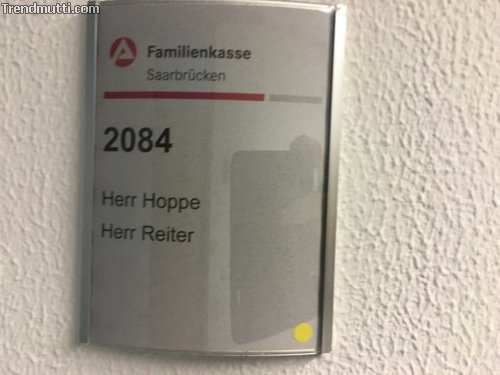 Trendmutti.com
Familienkasse
Saarbrücken
2084
Herr Hoppe
Herr Reiter